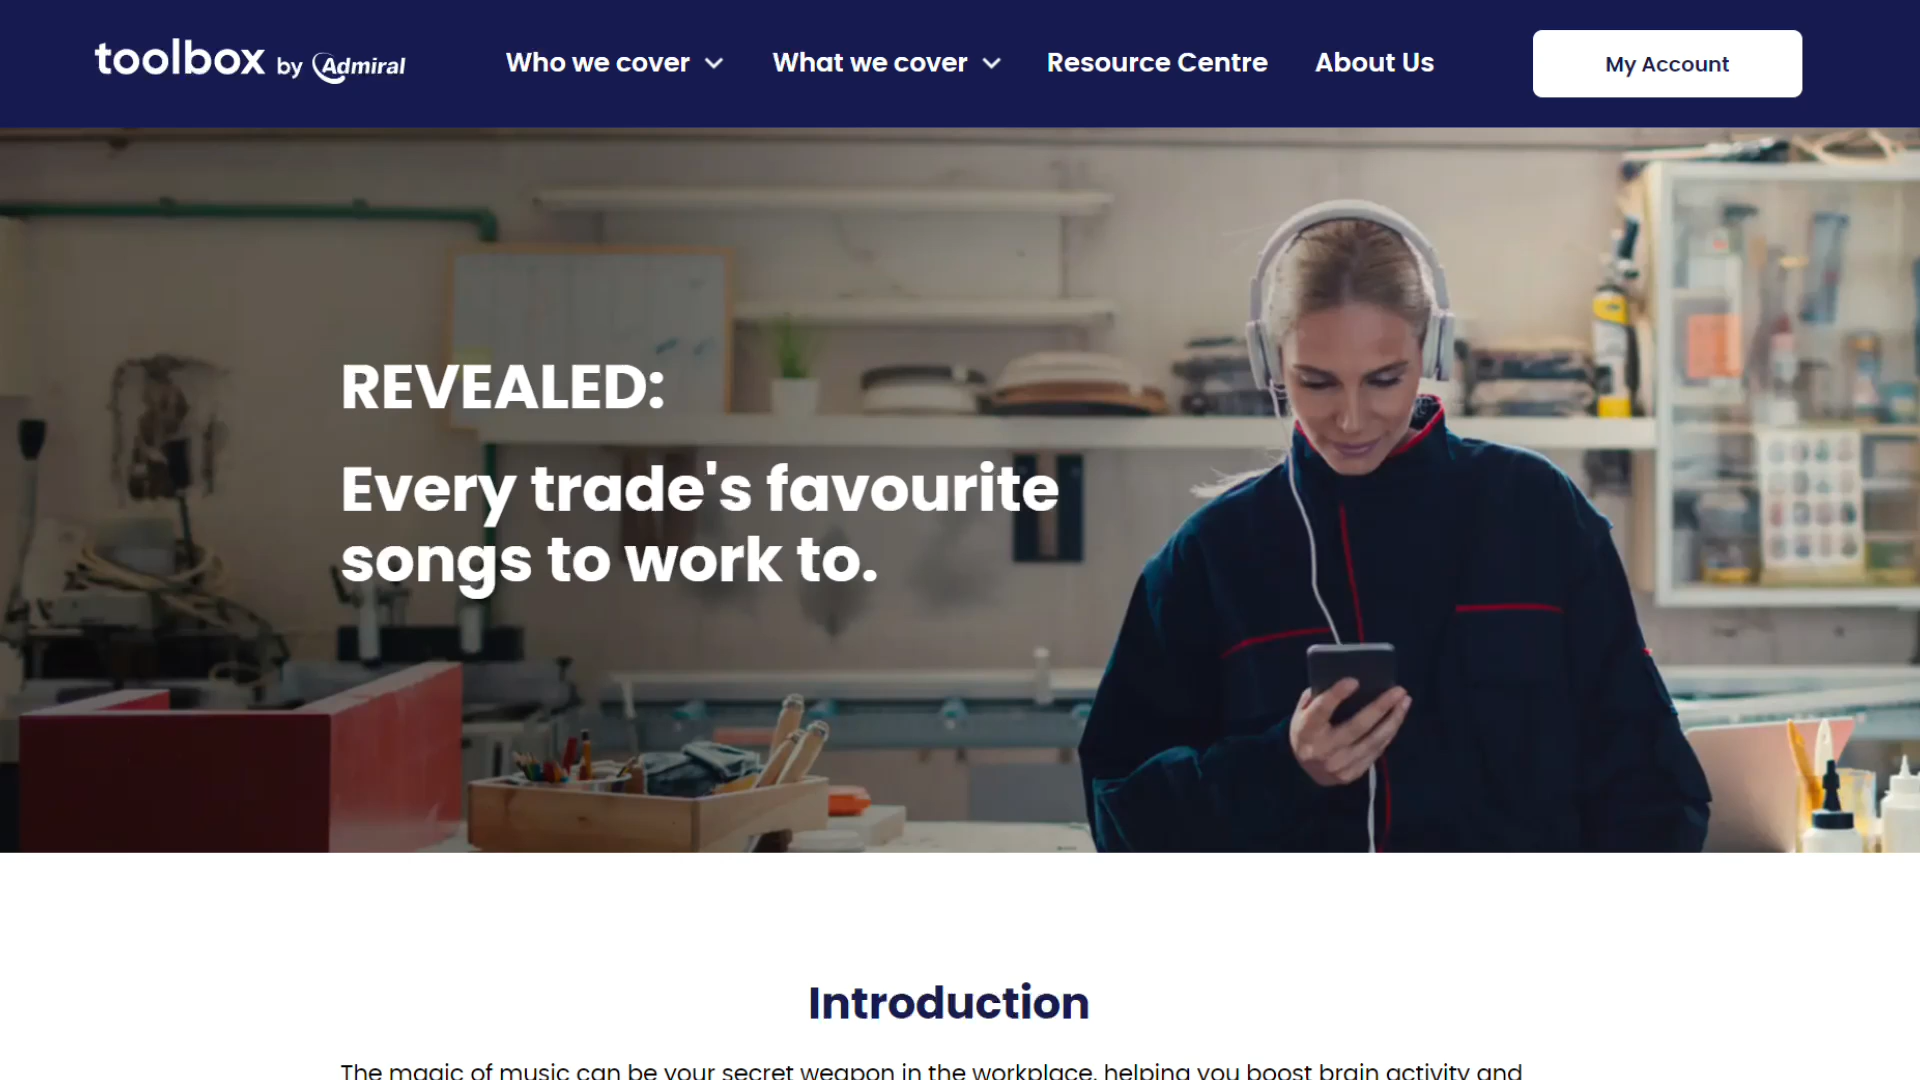 toolbox by Admiral
Who we cover
What we cover
Resource Centre
About Us
My Account
REVEALED:
Every trade's favourite
songs to work to.
Introduction
The magic of music can be your secret weapon in the workplace, helping you boost brain activity and